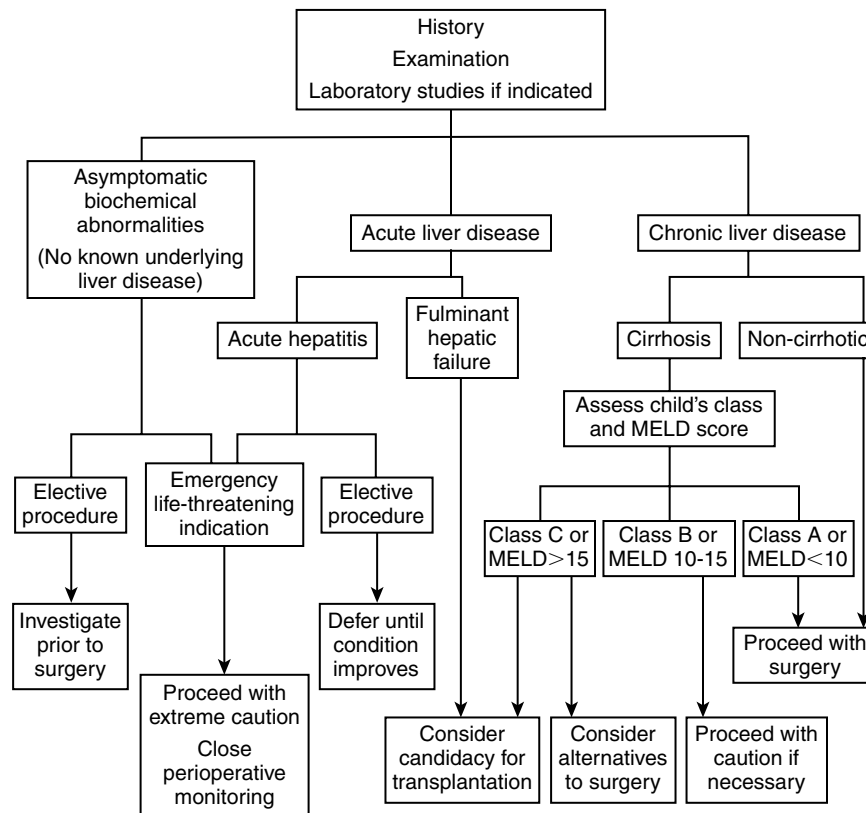 History
Examination
Laboratory studies if indicated
Asymptomatic
biochemical
abnormalities
(No known underlying
liver disease)
Acute liver disease
Chronic liver disease
Acute hepatitis
Fulminant
hepatic
failure
Cirrhosis
Non-cirrhotic
Assess child's class
and MELD score
Elective
procedure
Emergency
life-threatening
indication
Elective
procedure
Class C or
MELD>15
Class B or
MELD 10-15
Class A or
MELD<10
Investigate
prior to
surgery
Defer until
condition
improves
Proceed with
surgery
Proceed with
extreme caution
Close
perioperative
monitoring
Consider
candidacy for
transplantation
Consider
alternatives
to surgery
Proceed with
caution if
necessary